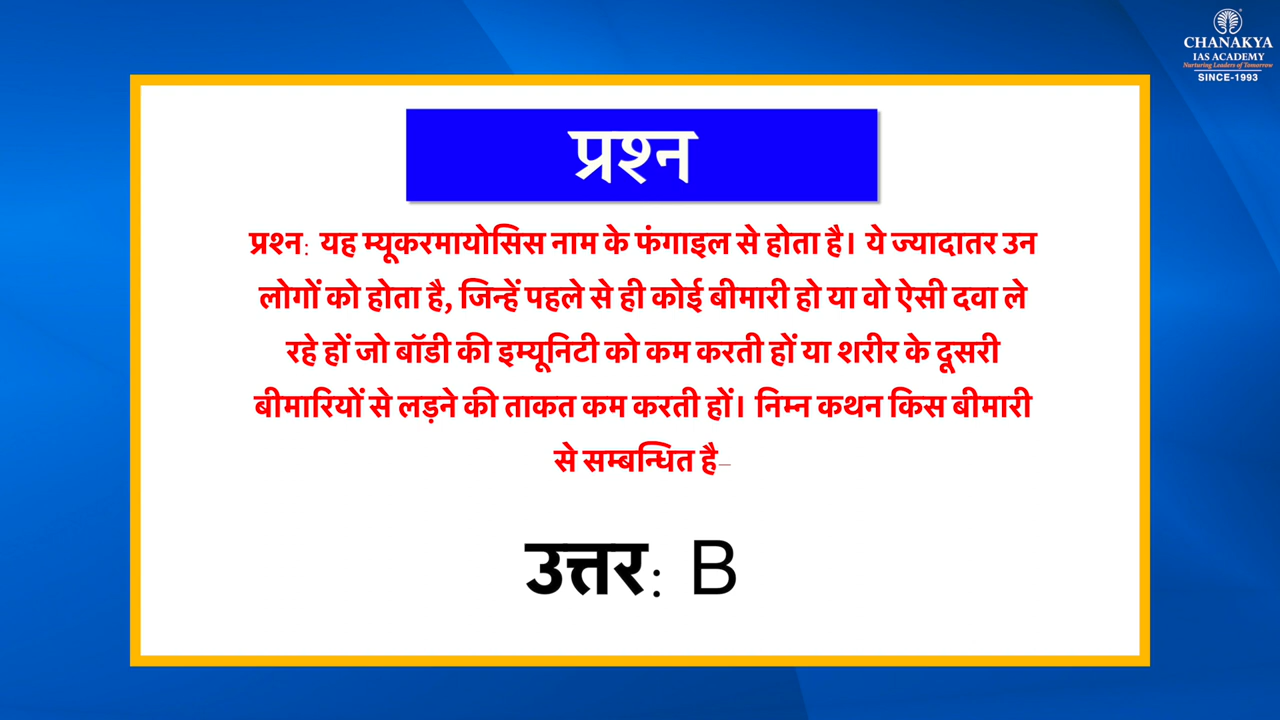 CHANAKYA
IAS ACADEMY
Nurturing Leaders of Tomorrow
SINCE-1993
प्रश्न
प्रश्न: यह म्यूकरमायोसिस नाम के फंगाइल से होता है। ये ज्यादातर उन
लोगों को होता है, जिन्हें पहले से ही कोई बीमारी हो या वो ऐसी दवा ले
रहे हों जो बॉडी की इम्यूनिटी को कम करती हों या शरीर के दूसरी
बीमारियों से लड़ने की ताकत कम करती हों। निम्न कथन किस बीमारी
से सम्बन्धित है–
उत्तर: B